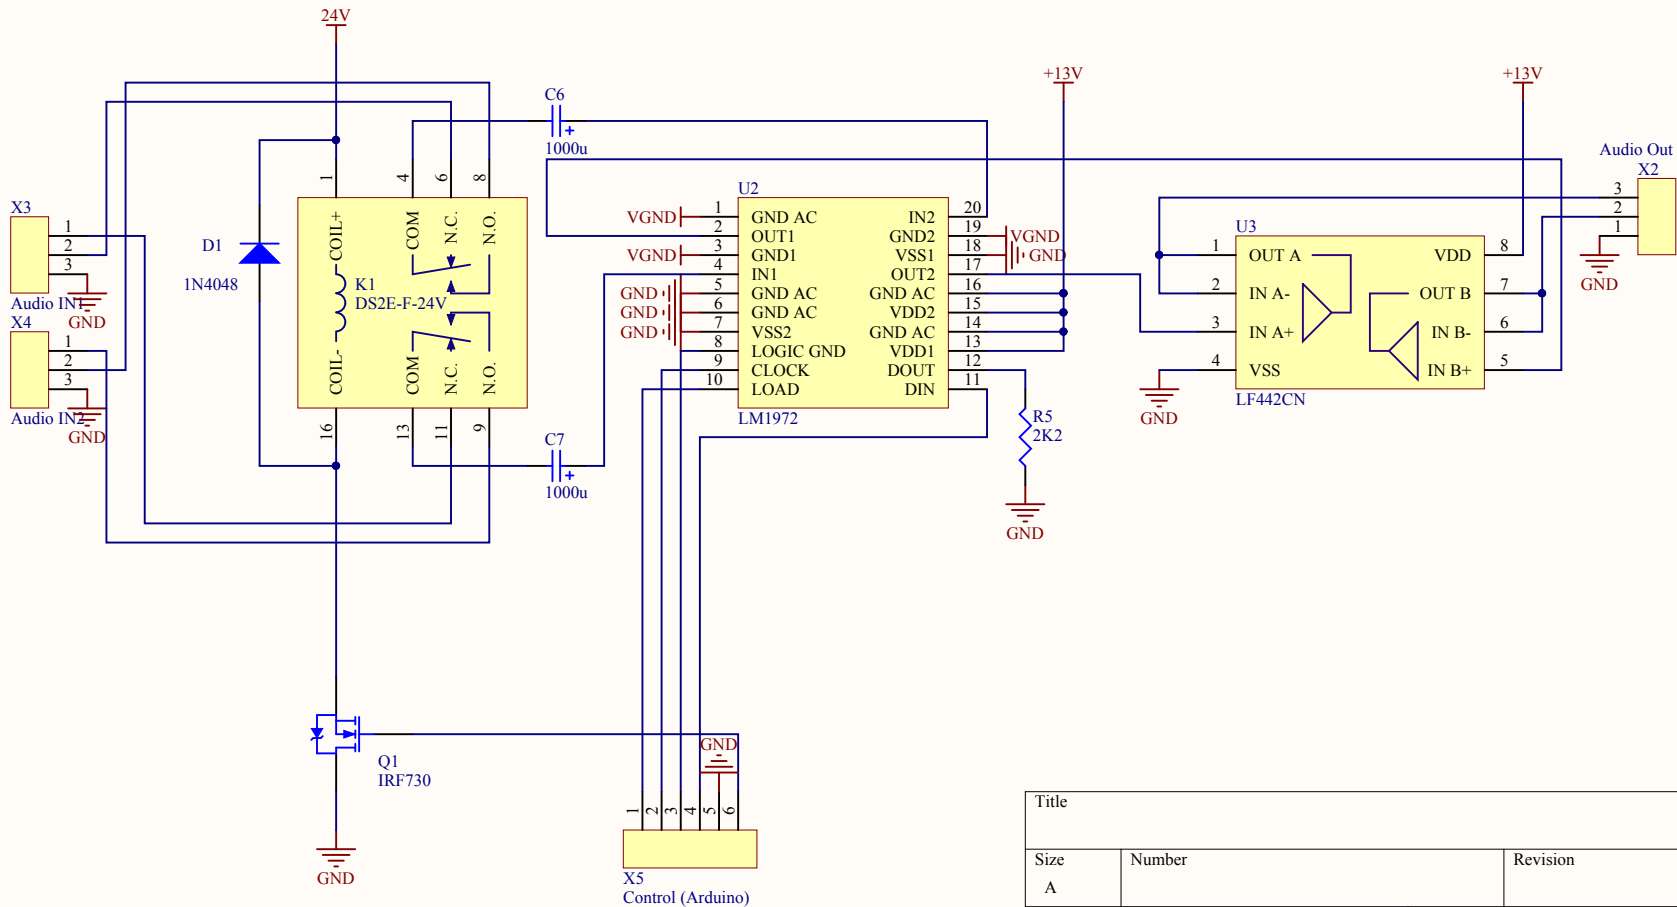 24V
+13V
+13V
C6
1000u
Audio Out
X2
3
2
1
GND
X3
1
2
3
Audio IN1
GND
X4
1
2
3
Audio IN2
GND
D1
1N4048
1
4
6
8
COIL+
COM
N.C.
N.O.
K1
DS2E-F-24V
COIL-
COM
N.C.
N.O.
16
13
11
9
C7
1000u
U2
VGND 1 GND AC
2 OUT1
VGND 3 GND1
4 IN1
GND 5 GND AC
GND 6 GND AC
GND 7 VSS2
8 LOGIC GND
9 CLOCK
10 LOAD
IN2 20
GND2 19 VGND
VSS1 18 GND
OUT2 17
GND AC 16
VDD2 15
GND AC 14
VDD1 13
DOUT 12
DIN 11
LM1972
R5
2K2
GND
U3
1 OUT A
2 IN A-
3 IN A+
4 VSS
VDD 8
OUT B 7
IN B- 6
IN B+ 5
LF442CN
GND
Q1
IRF730
GND
GND
1
2
3
4
5
6
X5
Control (Arduino)
Title
Size
A
Number
Revision